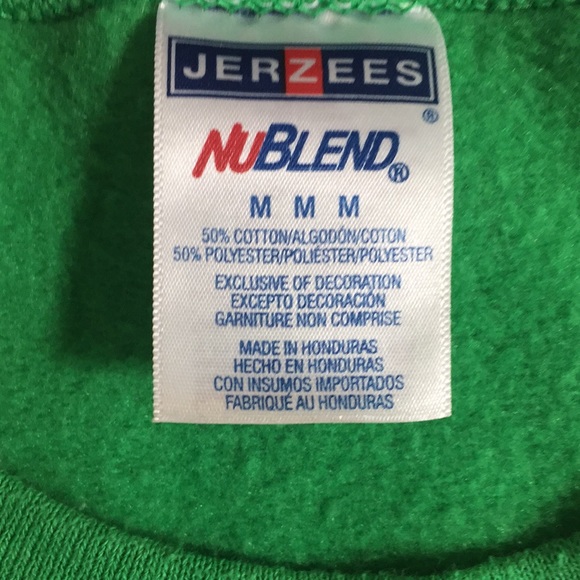 JERZEES
®
NUBLEND®
M M M
50% COTTON/ALGODÓN/COTON
50% POLYESTER/POLIÉSTER/POLYESTER
EXCLUSIVE OF DECORATION
EXCEPTO DECORACIÓN
GARNITURE NON COMPRISE
MADE IN HONDURAS
HECHO EN HONDURAS
CON INSUMOS IMPORTADOS
FABRIQUÉ AU HONDURAS